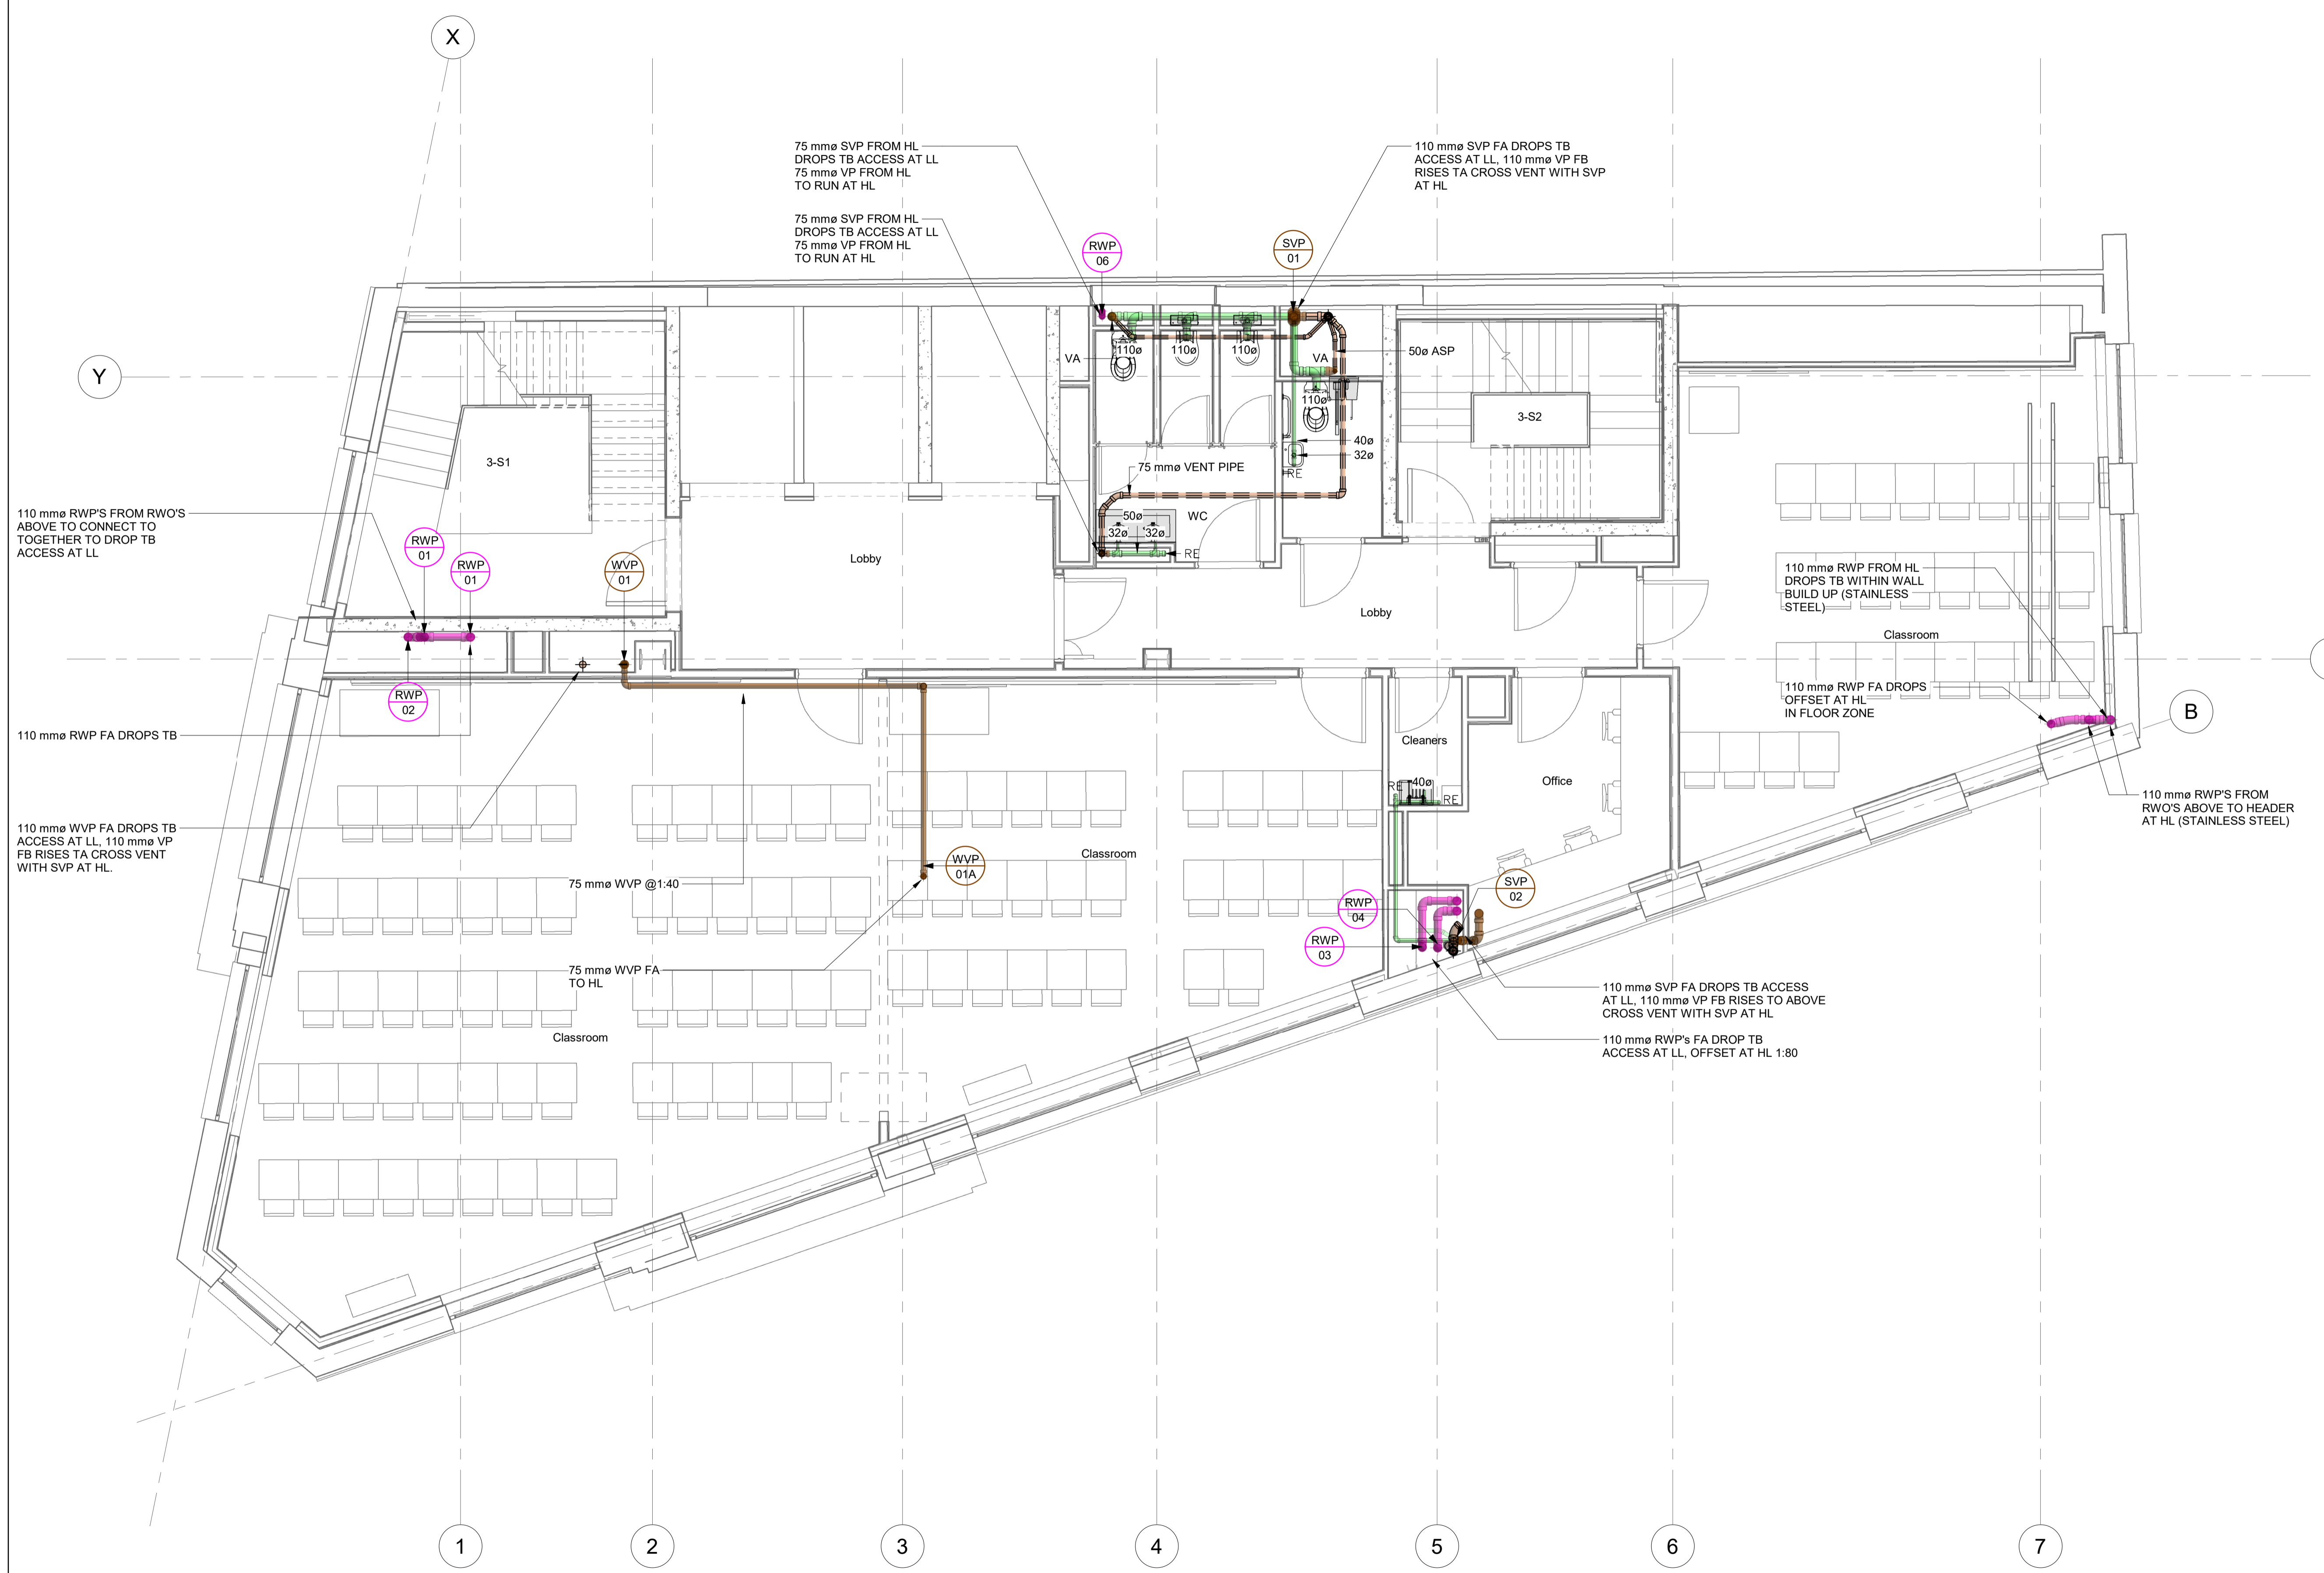 X
75 mmø SVP FROM HL
DROPS TB ACCESS AT LL
75 mmø VP FROM HL
TO RUN AT HL
110 mmø SVP FA DROPS TB
ACCESS AT LL, 110 mmø VP FB
RISES TA CROSS VENT WITH SVP
AT HL
75 mmø SVP FROM HL
DROPS TB ACCESS AT LL
75 mmø VP FROM HL
TO RUN AT HL
RWP
06
SVP
01
Y
VA
110ø
110ø
110ø
VA
50ø ASP
110ø
3-S2
40ø
32ø
RE
3-S1
75 mmø VENT PIPE
50ø
WC
32ø
32ø
RE
110 mmø RWP'S FROM RWO'S
ABOVE TO CONNECT TO
TOGETHER TO DROP TB
ACCESS AT LL
RWP
01
RWP
01
WVP
01
Lobby
Lobby
110 mmø RWP FROM HL
DROPS TB WITHIN WALL
BUILD UP (STAINLESS
STEEL)
Classroom
RWP
02
110 mmø RWP FA DROPS
OFFSET AT HL
IN FLOOR ZONE
B
110 mmø RWP FA DROPS TB
Cleaners
RE
40ø
RE
Office
110 mmø RWP'S FROM
RWO'S ABOVE TO HEADER
AT HL (STAINLESS STEEL)
110 mmø WVP FA DROPS TB
ACCESS AT LL, 110 mmø VP
FB RISES TA CROSS VENT
WITH SVP AT HL.
Classroom
WVP
01A
75 mmø WVP @1:40
SVP
02
RWP
04
RWP
03
75 mmø WVP FA
TO HL
110 mmø SVP FA DROPS TB ACCESS
AT LL, 110 mmø VP FB RISES TO ABOVE
CROSS VENT WITH SVP AT HL
Classroom
110 mmø RWP's FA DROP TB
ACCESS AT LL, OFFSET AT HL 1:80
1
2
3
4
5
6
7